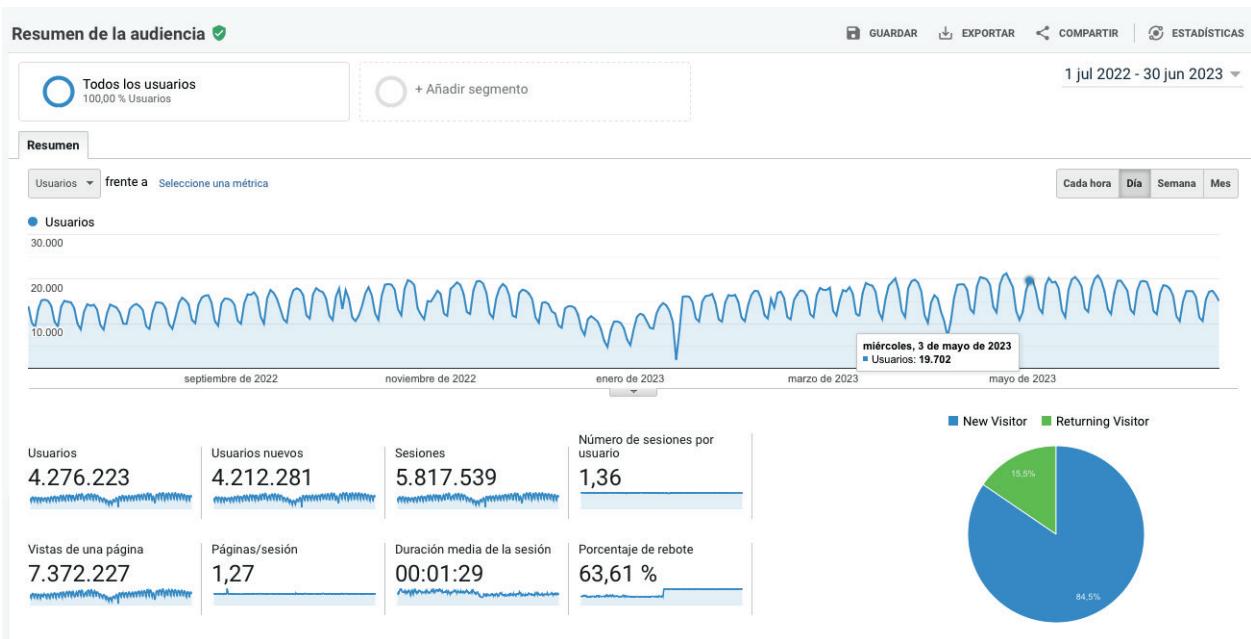 Resumen de la audiencia
GUARDAR EXPORTAR COMPARTIR ESTADÍSTICAS
Todos los usuarios
100,00 % Usuarios
+ Añadir segmento
1 jul 2022 - 30 jun 2023
Resumen
Usuarios frente a Seleccione una métrica
Cada hora Día Semana Mes
Usuarios
30.000
20.000
10.000
miércoles, 3 de mayo de 2023
Usuarios: 19.702
septiembre de 2022 noviembre de 2022 enero de 2023 marzo de 2023 mayo de 2023
New Visitor Returning Visitor
Usuarios
4.276.223
Usuarios nuevos
4.212.281
Sesiones
5.817.539
Número de sesiones por
usuario
1,36
Vistas de una página
7.372.227
Páginas/sesión
1,27
Duración media de la sesión
00:01:29
Porcentaje de rebote
63,61 %
15,5%
84,5%